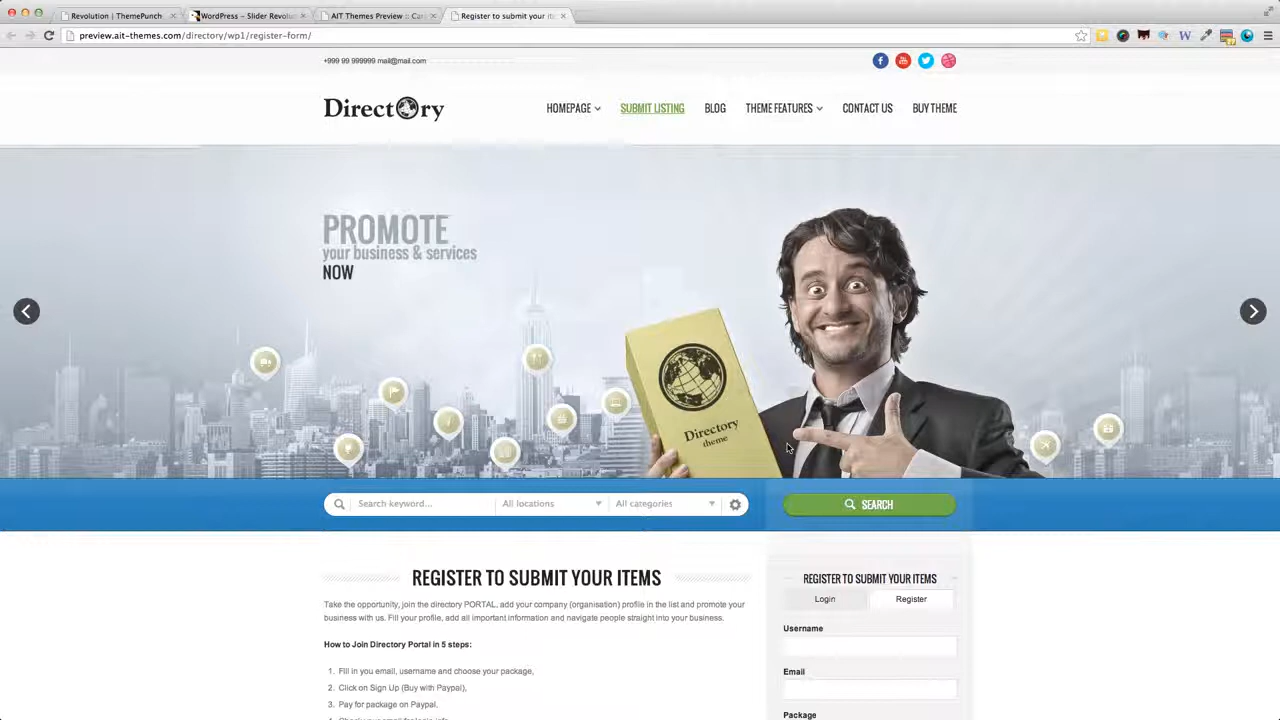 Revolution | ThemePunch
WordPress – Slider Revolu
AIT Themes Preview :: Cat
Register to submit your ite
preview.ait-themes.com/directory/wp1/register-form/
+999 99 999999 mail@mail.com
Directory
HOMEPAGE
SUBMIT LISTING
BLOG
THEME FEATURES
CONTACT US
BUY THEME
PROMOTE
your business & services
NOW
Directory
theme
Search keyword...
All locations
All categories
SEARCH
REGISTER TO SUBMIT YOUR ITEMS
Take the opportunity, join the directory PORTAL, add your company (organisation) profile in the list and promote your
business with us. Fill your profile, add all important information and navigate people straight into your business.
How to Join Directory Portal in 5 steps:
1. Fill in you email, username and choose your package,
2. Click on Sign Up (Buy with Paypal),
3. Pay for package on Paypal,
REGISTER TO SUBMIT YOUR ITEMS
Login
Register
Username
Email
Package